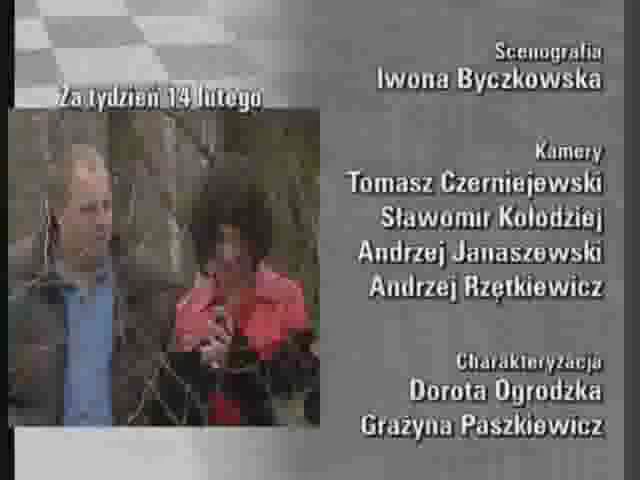 Za tydzień 14 lutego
Scenografia
Iwona Byczkowska
Kamery
Tomasz Czerniejewski
Sławomir Kołodziej
Andrzej Janaszewski
Andrzej Rzętkiewicz
Charakteryzacja
Dorota Ogrodzka
Grażyna Paszkiewicz